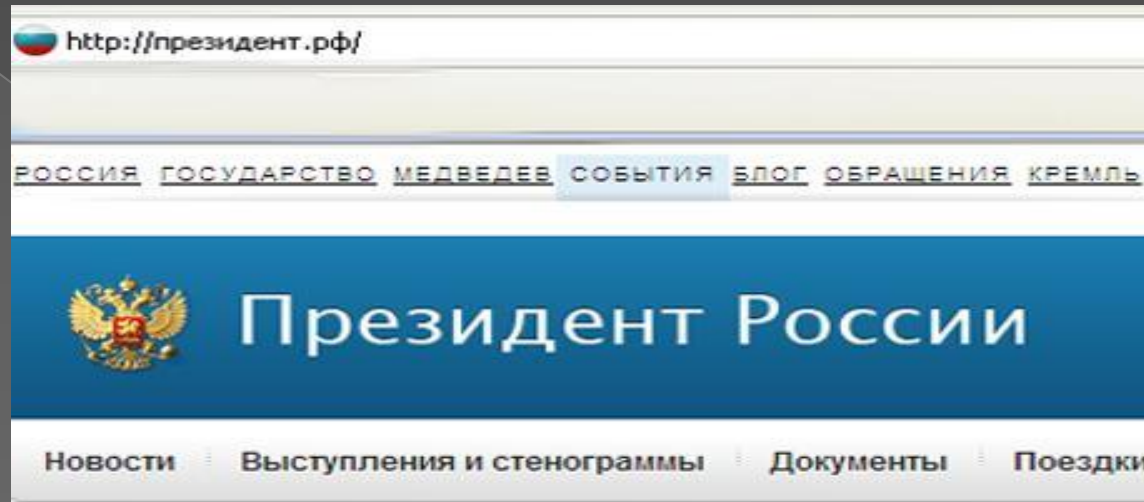 http://президент.рф/
РОССИЯ ГОСУДАРСТВО МЕДВЕДЕВ СОБЫТИЯ БЛОГ ОБРАЩЕНИЯ КРЕМЛЬ
Президент России
Новости Выступления и стенограммы Документы Поездки